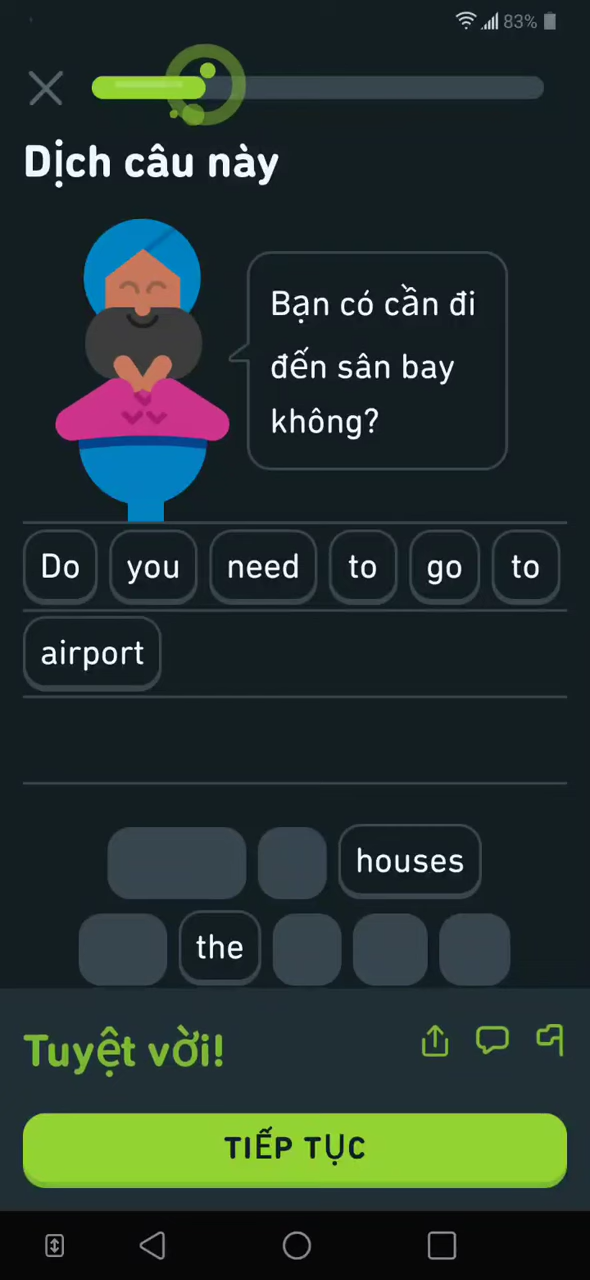 83%
Dịch câu này
Bạn có cần đi
đến sân bay
không?
Do you need to go to
airport
houses
the
Tuyệt vời!
TIẾP TỤC